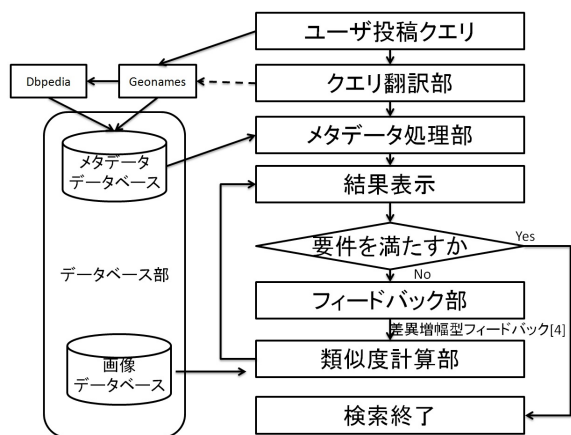 ユーザ投稿クエリ
Dbpedia
Geonames
クエリ翻訳部
メタデータ
データベース
メタデータ処理部
結果表示
要件を満たすか
Yes
No
データベース部
フィードバック部
差異増幅型フィードバック[4]
画像
データベース
類似度計算部
検索終了